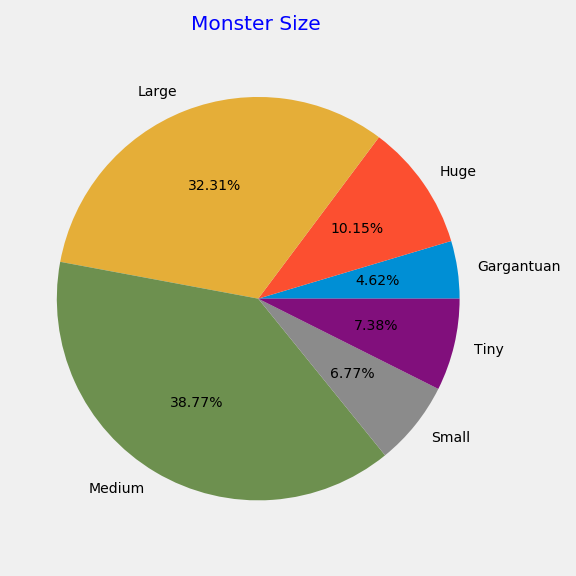 Monster Size
Large
32.31%
Huge
10.15%
Gargantuan
4.62%
7.38%
Tiny
6.77%
Small
38.77%
Medium